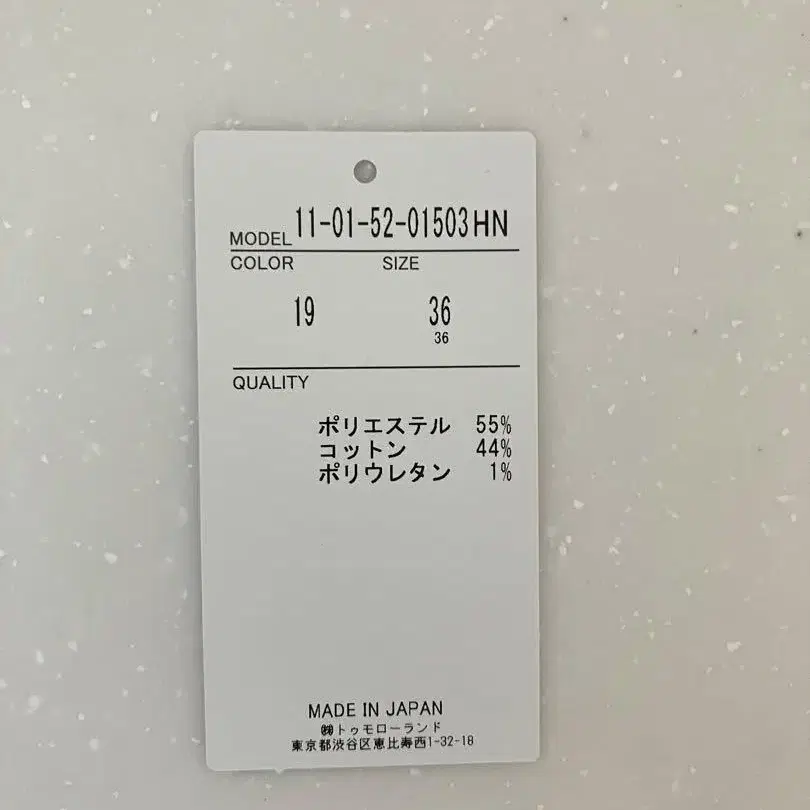 MODEL 11-01-52-01503HN
COLOR SIZE
19 36
36
QUALITY
ポリエステル 55%
コットン 44%
ポリウレタン 1%
MADE IN JAPAN
㈱トゥモローランド
東京都渋谷区恵比寿西1-32-18